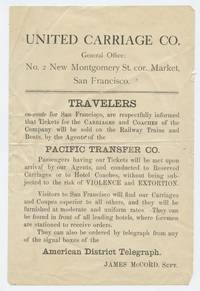 UNITED CARRIAGE CO.
General Office:
No. 2 New Montgomery St. cor. Market,
San Francisco.
TRAVELERS
en-route for San Francisco, are respectfully informed
that Tickets for the CARRIAGES and COACHES of the
Company will be sold on the Railway Trains and
Boats, by the Agents of the
PACIFIC TRANSFER CO.
Passengers having our Tickets will be met upon
arrival by our Agents, and conducted to Reserved
Carriages or to Hotel Coaches, without being sub-
jected to the risk of VIOLENCE and EXTORTION.
Visitors to San Francisco will find our Carriages
and Coupes superior to all others, and they will be
furnished at moderate and uniform rates. They can
be found in front of all leading hotels, where foremen
are stationed to receive orders.
They can also be ordered by telegraph from any
of the signal boxes of the
American District Telegraph.
JAMES McCORD, SUPT.